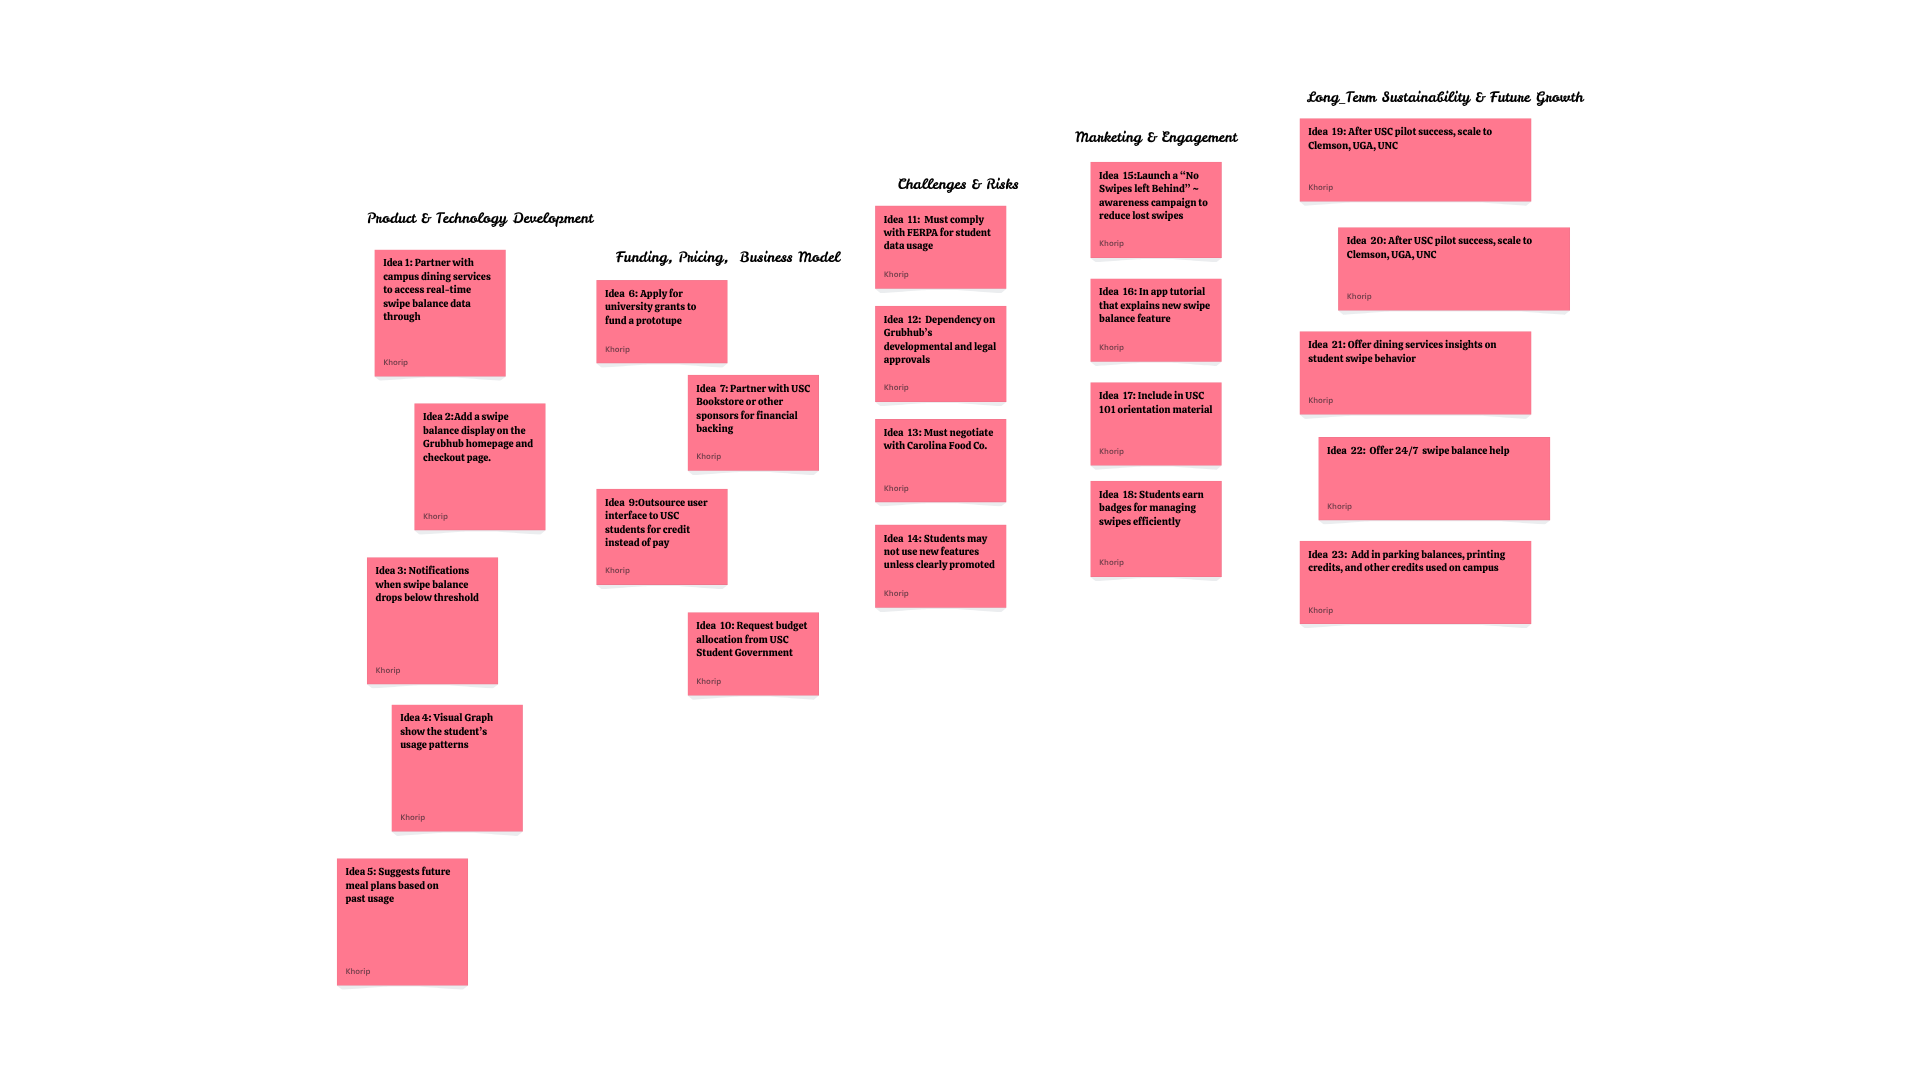 Product & Technology Development
Idea 1: Partner with
campus dining services
to access real-time
swipe balance data
through
Khorip
Idea 2:Add a swipe
balance display on the
Grubhub homepage and
checkout page.
Khorip
Idea 3: Notifications
when swipe balance
drops below threshold
Khorip
Idea 4: Visual Graph
show the student’s
usage patterns
Khorip
Idea 5: Suggests future
meal plans based on
past usage
Khorip
Funding, Pricing, Business Model
Idea 6: Apply for
university grants to
fund a prototupe
Khorip
Idea 7: Partner with USC
Bookstore or other
sponsors for financial
backing
Khorip
Idea 9:Outsource user
interface to USC
students for credit
instead of pay
Khorip
Idea 10: Request budget
allocation from USC
Student Government
Khorip
Challenges & Risks
Idea 11: Must comply
with FERPA for student
data usage
Khorip
Idea 12: Dependency on
Grubhub’s
developmental and legal
approvals
Khorip
Idea 13: Must negotiate
with Carolina Food Co.
Khorip
Idea 14: Students may
not use new features
unless clearly promoted
Khorip
Marketing & Engagement
Idea 15:Launch a “No
Swipes left Behind” ~
awareness campaign to
reduce lost swipes
Khorip
Idea 16: In app tutorial
that explains new swipe
balance feature
Khorip
Idea 17: Include in USC
101 orientation material
Khorip
Idea 18: Students earn
badges for managing
swipes efficiently
Khorip
Long_Term Sustainability & Future Growth
Idea 19: After USC pilot success, scale to
Clemson, UGA, UNC
Khorip
Idea 20: After USC pilot success, scale to
Clemson, UGA, UNC
Khorip
Idea 21: Offer dining services insights on
student swipe behavior
Khorip
Idea 22: Offer 24/7 swipe balance help
Khorip
Idea 23: Add in parking balances, printing
credits, and other credits used on campus
Khorip